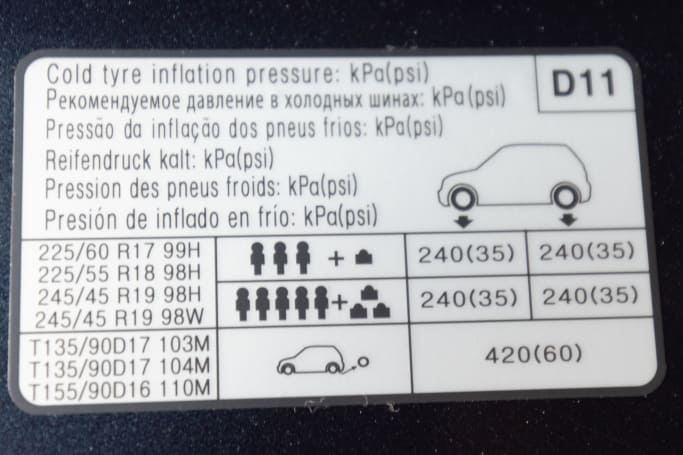 Cold tyre inflation pressure: kPa(psi)
D11
Рекомендуемое давление в холодных шинах: kPa(psi)
Pressão da inflação dos pneus frios: kPa(psi)
Reifendruck kalt: kPa(psi)
Pression des pneus froids: kPa(psi)
Presión de inflado en frío: kPa(psi)
225/60 R17 99H
225/55 R18 98H
+ 240(35) 240(35)
245/45 R19 98H
245/45 R19 98W
+ 240(35) 240(35)
T135/90D17 103M
T135/90D17 104M
T155/90D16 110M
420(60)